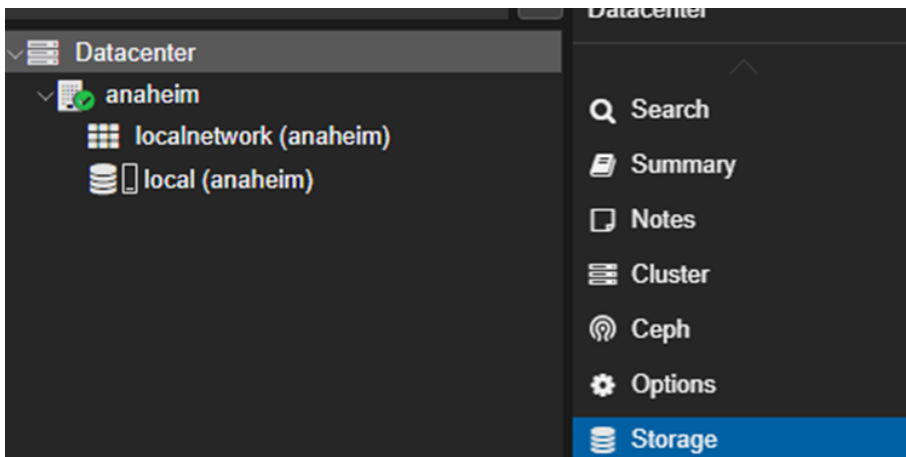 Datacenter
anaheim
localnetwork (anaheim)
local (anaheim)
Datacenter
Search
Summary
Notes
Cluster
Ceph
Options
Storage